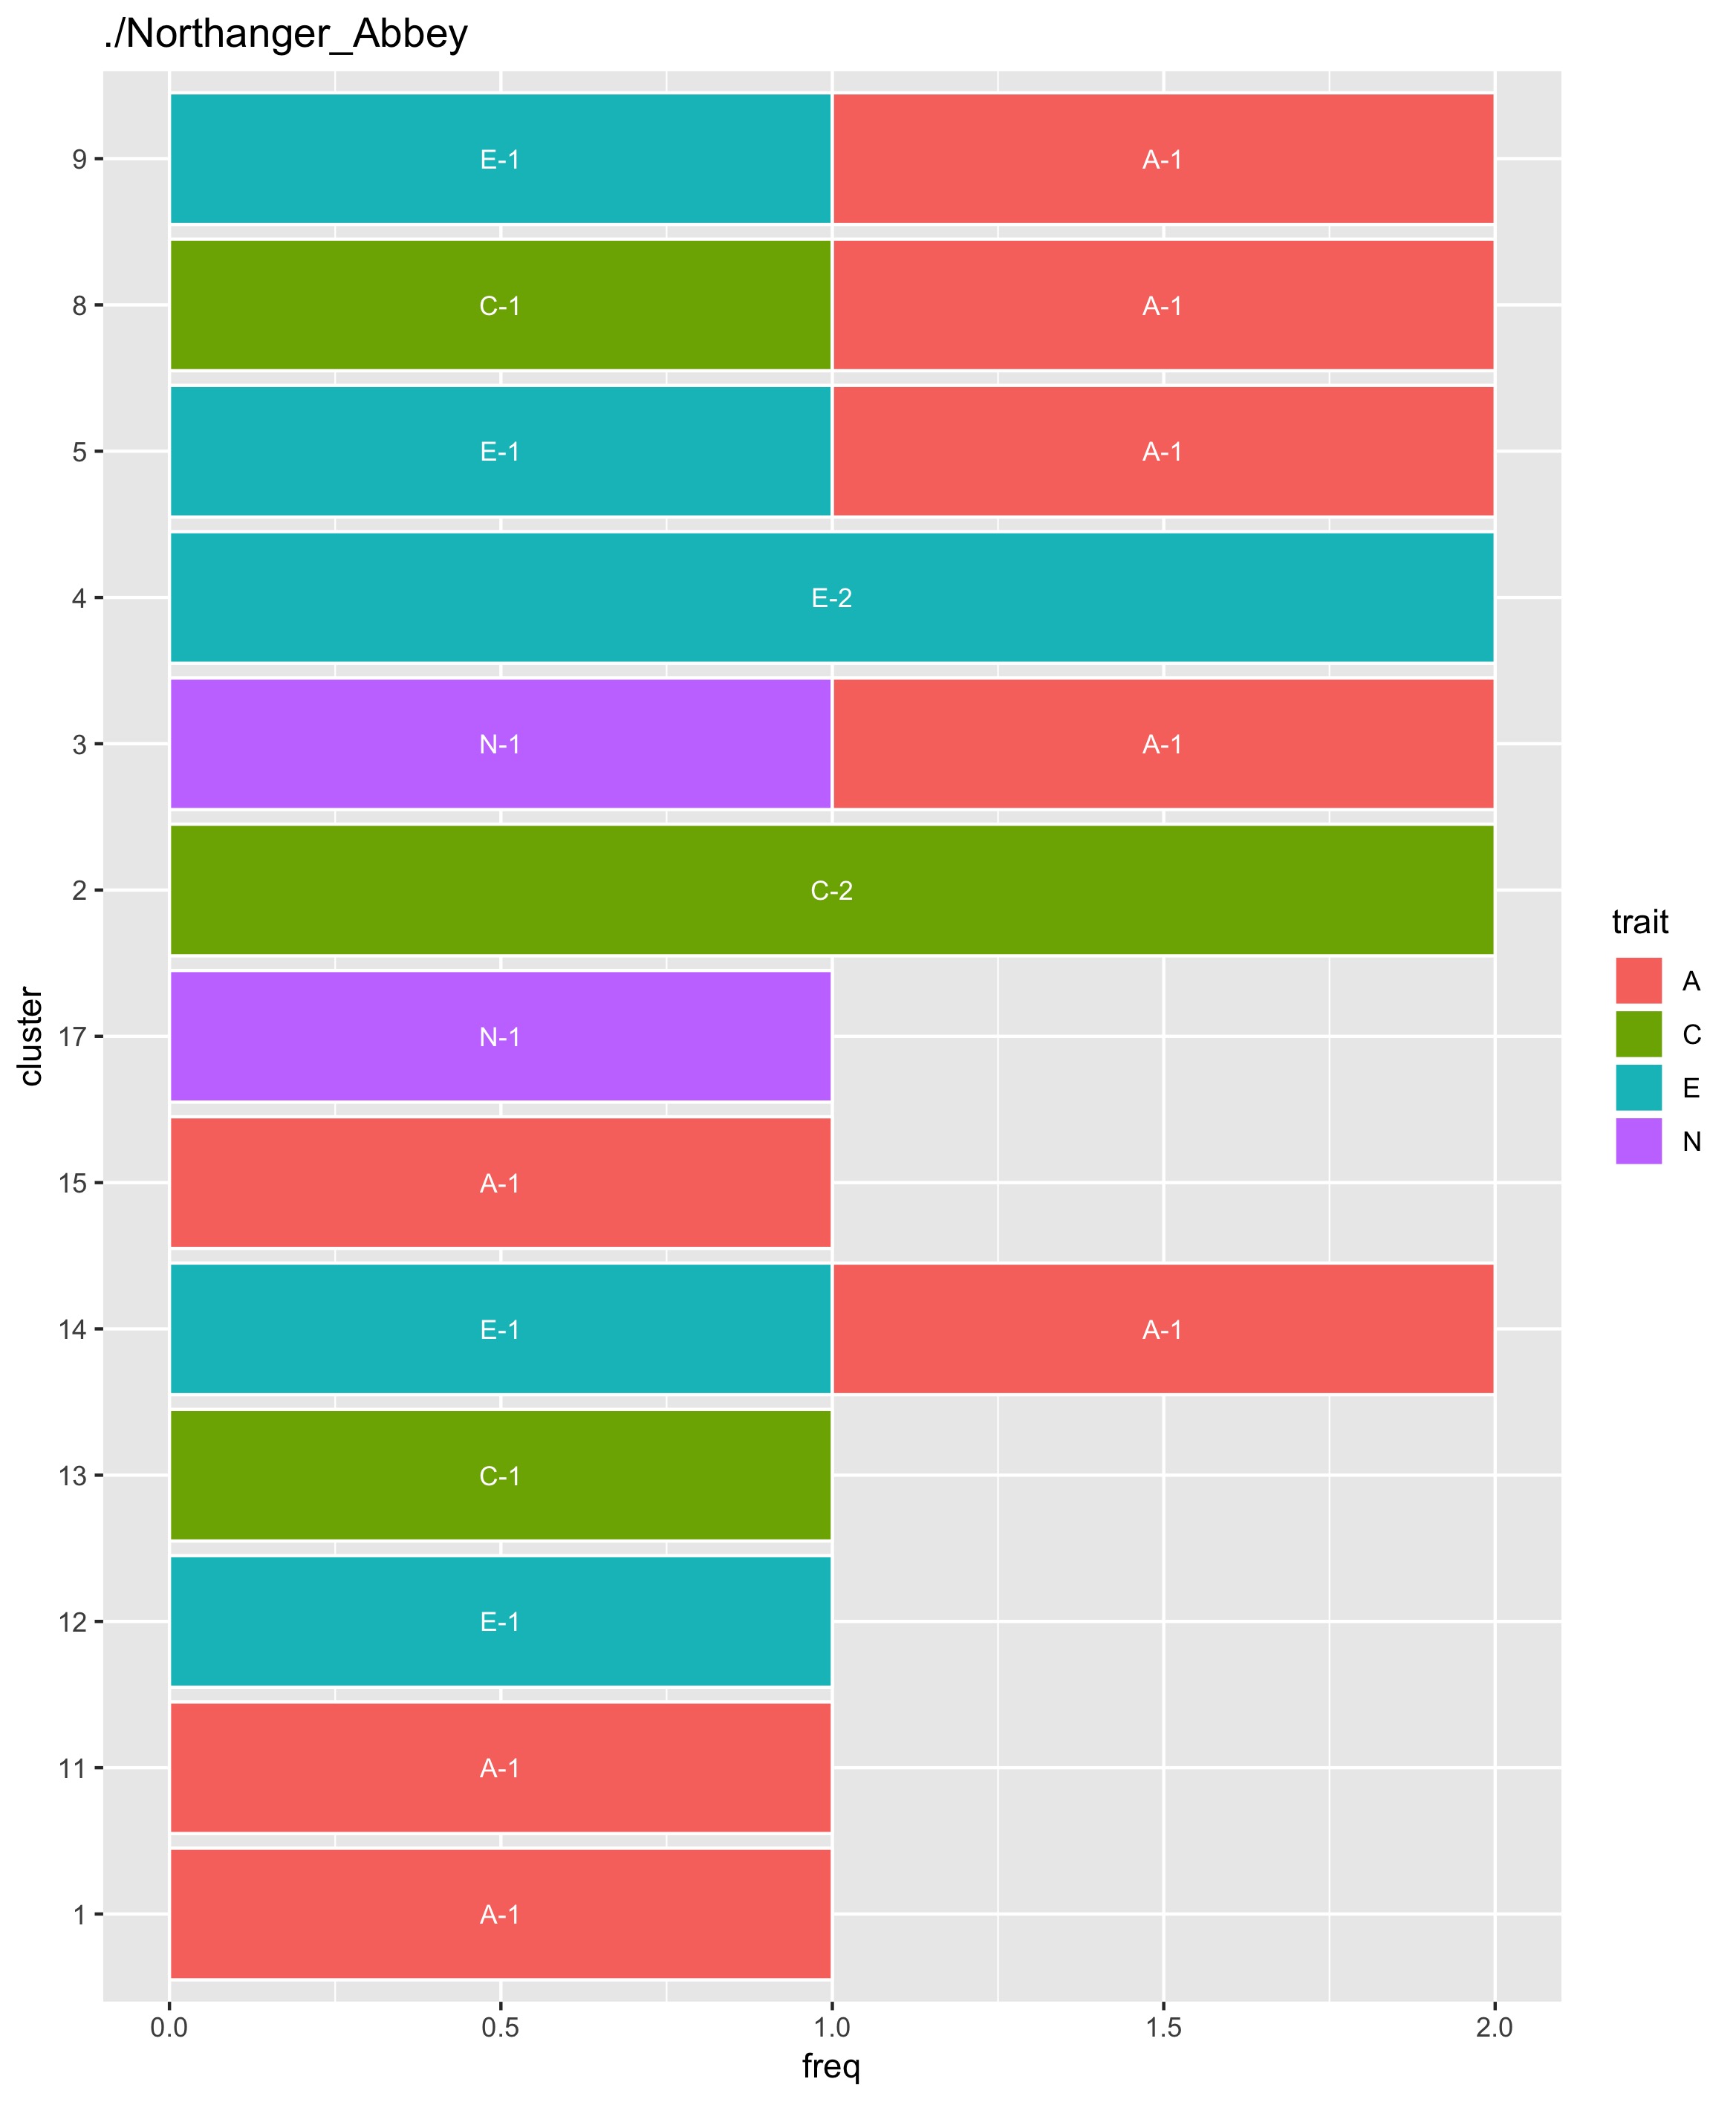 ./Northanger_Abbey
9 E-1 A-1
8 C-1 A-1
5 E-1 A-1
4 E-2
3 N-1 A-1
2 C-2
17 N-1
15 A-1
14 E-1 A-1
13 C-1
12 E-1
11 A-1
1 A-1
0.0 0.5 1.0 1.5 2.0
freq
cluster
trait
A
C
E
N